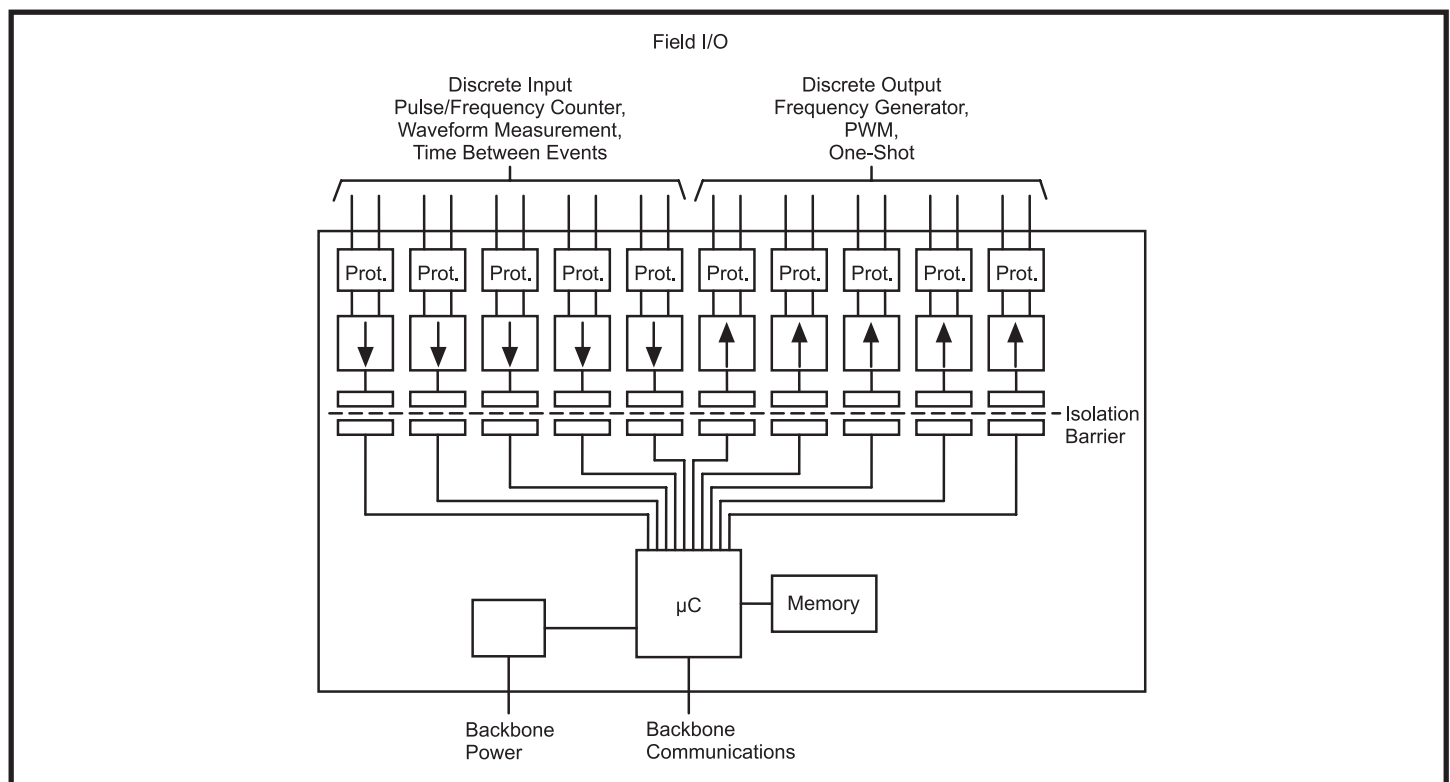 Field I/O
Discrete Input
Pulse/Frequency Counter,
Waveform Measurement,
Time Between Events
Discrete Output
Frequency Generator,
PWM,
One-Shot
Prot. Prot. Prot. Prot. Prot. Prot. Prot. Prot. Prot. Prot.
Isolation
Barrier
µC
Memory
Backbone
Power
Backbone
Communications